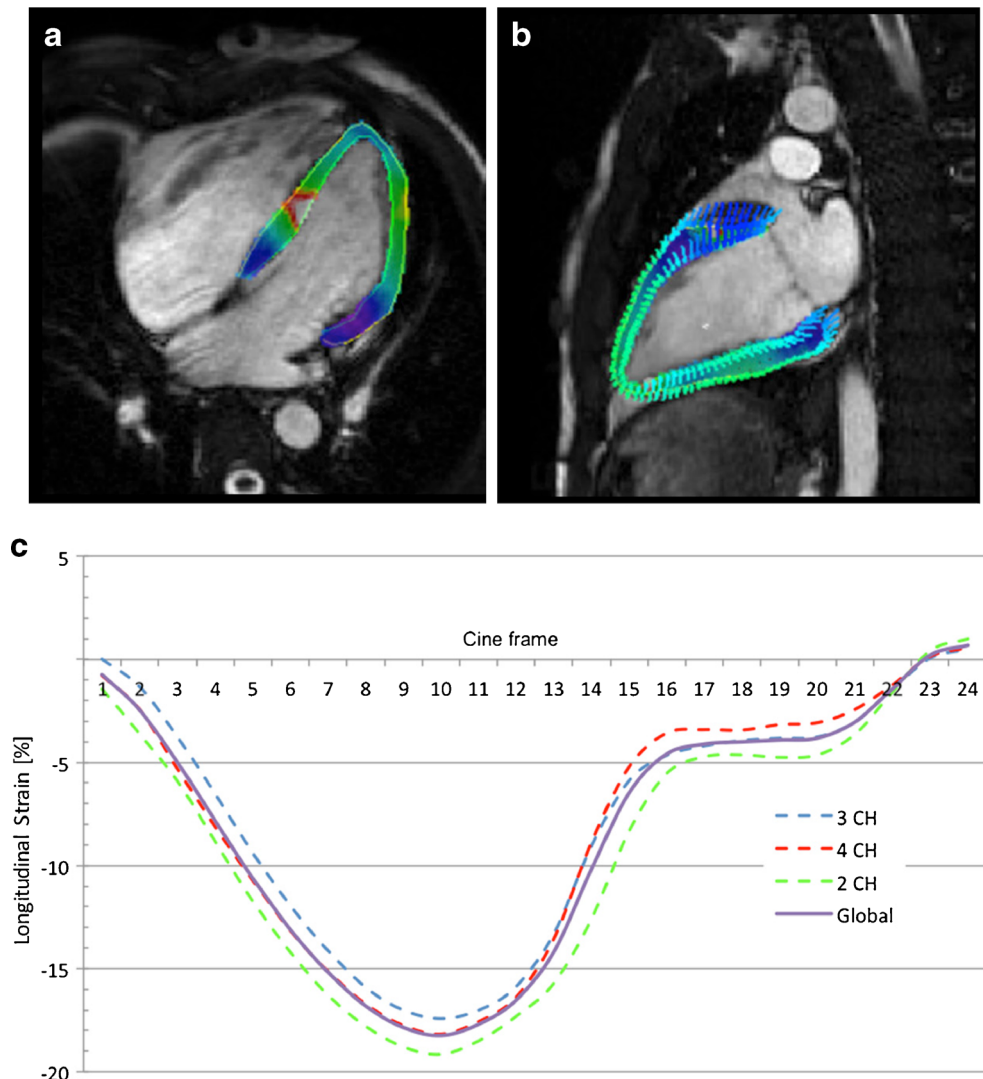 a
b
c
5
Cine frame
1 2 3 4 5 6 7 8 9 10 11 12 13 14 15 16 17 18 19 20 21 22 23 24
-5
-10
-15
-20
Longitudinal Strain [%]
3 CH
4 CH
2 CH
Global